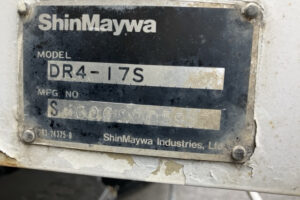 ShinMaywa
MODEL
DR4-17S
MFG NO
S
ShinMaywa Industries, Ltd